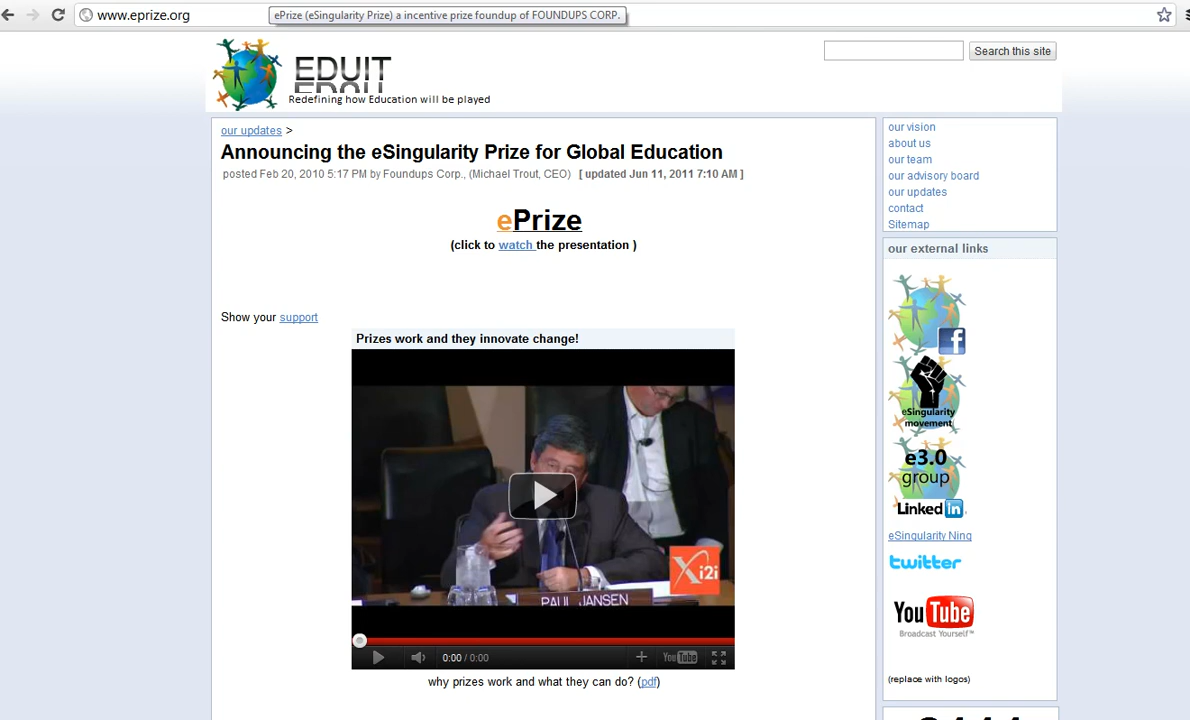 www.eprize.org
ePrize (eSingularity Prize) a incentive prize foundup of FOUNDUPS CORP.
EDUIT
Redefining how Education will be played
Search this site
our updates >
Announcing the eSingularity Prize for Global Education
posted Feb 20, 2010 5:17 PM by Foundups Corp., (Michael Trout, CEO) [ updated Jun 11, 2011 7:10 AM ]
ePrize
(click to watch the presentation )
Show your support
Prizes work and they innovate change!
X i2i
PAUL JANSEN
0:00 / 0:00
YouTube
why prizes work and what they can do? (pdf)
our vision
about us
our team
our advisory board
our updates
contact
Sitemap
our external links
f
eSingularity
movement
e3.0
group
Linked in
eSingularity Ning
twitter
YouTube
Broadcast Yourself™
(replace with logos)